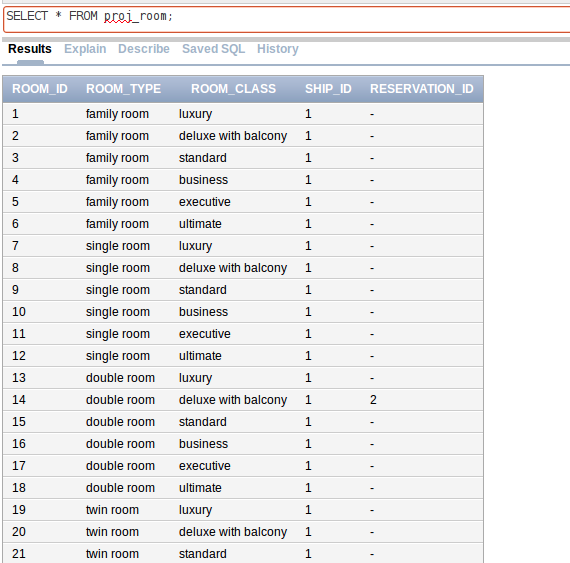 SELECT * FROM proj_room;
Results Explain Describe Saved SQL History
ROOM_ID ROOM_TYPE ROOM_CLASS SHIP_ID RESERVATION_ID
1 family room luxury 1 -
2 family room deluxe with balcony 1 -
3 family room standard 1 -
4 family room business 1 -
5 family room executive 1 -
6 family room ultimate 1 -
7 single room luxury 1 -
8 single room deluxe with balcony 1 -
9 single room standard 1 -
10 single room business 1 -
11 single room executive 1 -
12 single room ultimate 1 -
13 double room luxury 1 -
14 double room deluxe with balcony 1 2
15 double room standard 1 -
16 double room business 1 -
17 double room executive 1 -
18 double room ultimate 1 -
19 twin room luxury 1 -
20 twin room deluxe with balcony 1 -
21 twin room standard 1 -